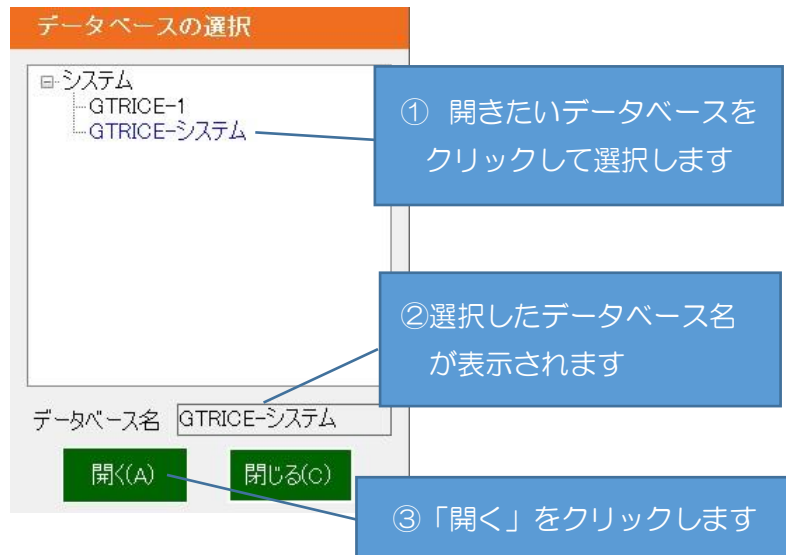 データベースの選択
システム
GTRICE-1
GTRICE-システム
① 開きたいデータベースを
クリックして選択します
②選択したデータベース名
が表示されます
データベース名 GTRICE-システム
開く(A) 閉じる(C)
③「開く」をクリックします